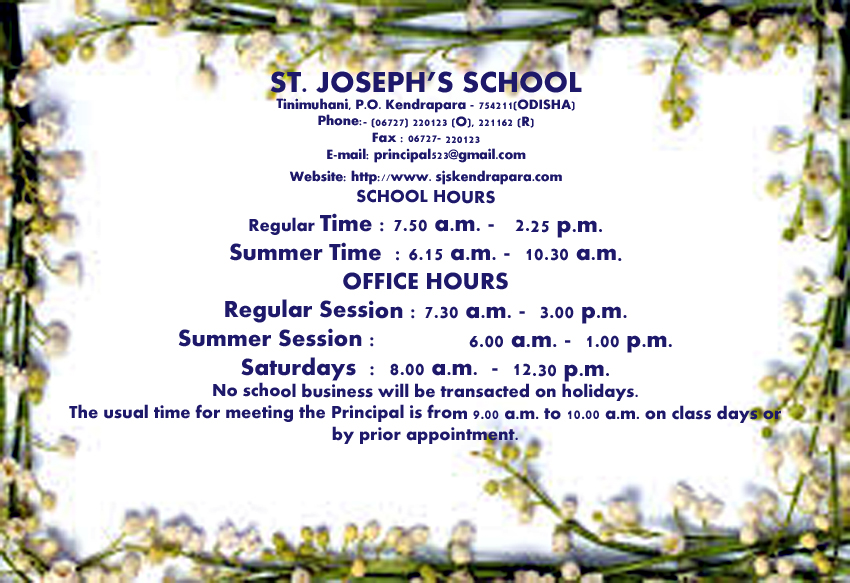 ST. JOSEPH'S SCHOOL
Tinimuhani, P.O. Kendrapara - 754211(ODISHA)
Phone:- (06727) 220123 (O), 221162 (R)
Fax : 06727- 220123
E-mail: principal523@gmail.com
Website: http://www. sjskendrapara.com
SCHOOL HOURS
Regular Time : 7.50 a.m. - 2.25 p.m.
Summer Time : 6.15 a.m. - 10.30 a.m.
OFFICE HOURS
Regular Session : 7.30 a.m. - 3.00 p.m.
Summer Session : 6.00 a.m. - 1.00 p.m.
Saturdays : 8.00 a.m. - 12.30 p.m.
No school business will be transacted on holidays.
The usual time for meeting the Principal is from 9.00 a.m. to 10.00 a.m. on class days or
by prior appointment.